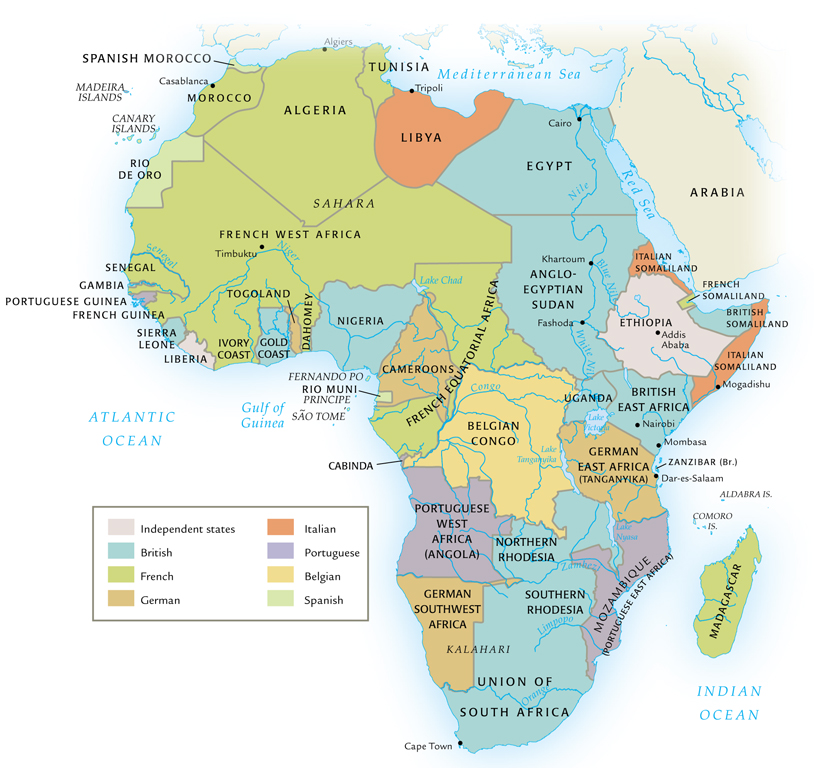 Algiers
SPANISH MOROCCO
TUNISIA
Mediterranean Sea
Casablanca
MADEIRA
ISLANDS
MOROCCO
Tripoli
ALGERIA
CANARY
ISLANDS
LIBYA
Cairo
EGYPT
RIO
DE ORO
Nile
Red Sea
ARABIA
SAHARA
FRENCH WEST AFRICA
Timbuktu
Senegal
Niger
SENEGAL
GAMBIA
PORTUGUESE GUINEA
FRENCH GUINEA
SIERRA
LEONE
LIBERIA
IVORY
COAST
GOLD
COAST
TOGOLAND
DAHOMEY
NIGERIA
Lake Chad
Khartoum
ANGLO-
EGYPTIAN
SUDAN
Blue Nile
Fashoda
White Nile
ITALIAN
SOMALILAND
FRENCH
SOMALILAND
BRITISH
SOMALILAND
ETHIOPIA
Addis
Ababa
ITALIAN
SOMALILAND
Mogadishu
CAMEROONS
FRENCH EQUATORIAL AFRICA
FERNANDO PO
RIO MUNI
PRINCIPE
SÃO TOME
Gulf of
Guinea
ATLANTIC
OCEAN
Congo
BELGIAN
CONGO
UGANDA
Lake
Victoria
BRITISH
EAST AFRICA
Nairobi
Mombasa
CABINDA
Lake
Tanganyika
GERMAN
EAST AFRICA
(TANGANYIKA)
ZANZIBAR (Br.)
Dar-es-Salaam
ALDABRA IS.
COMORO
IS.
PORTUGUESE
WEST
AFRICA
(ANGOLA)
NORTHERN
RHODESIA
Lake
Nyasa
Zambezi
MOZAMBIQUE
(PORTUGUESE EAST AFRICA)
MADAGASCAR
GERMAN
SOUTHWEST
AFRICA
SOUTHERN
RHODESIA
Limpopo
KALAHARI
UNION OF
SOUTH AFRICA
Orange
Cape Town
INDIAN
OCEAN
Independent states
British
French
German
Italian
Portuguese
Belgian
Spanish